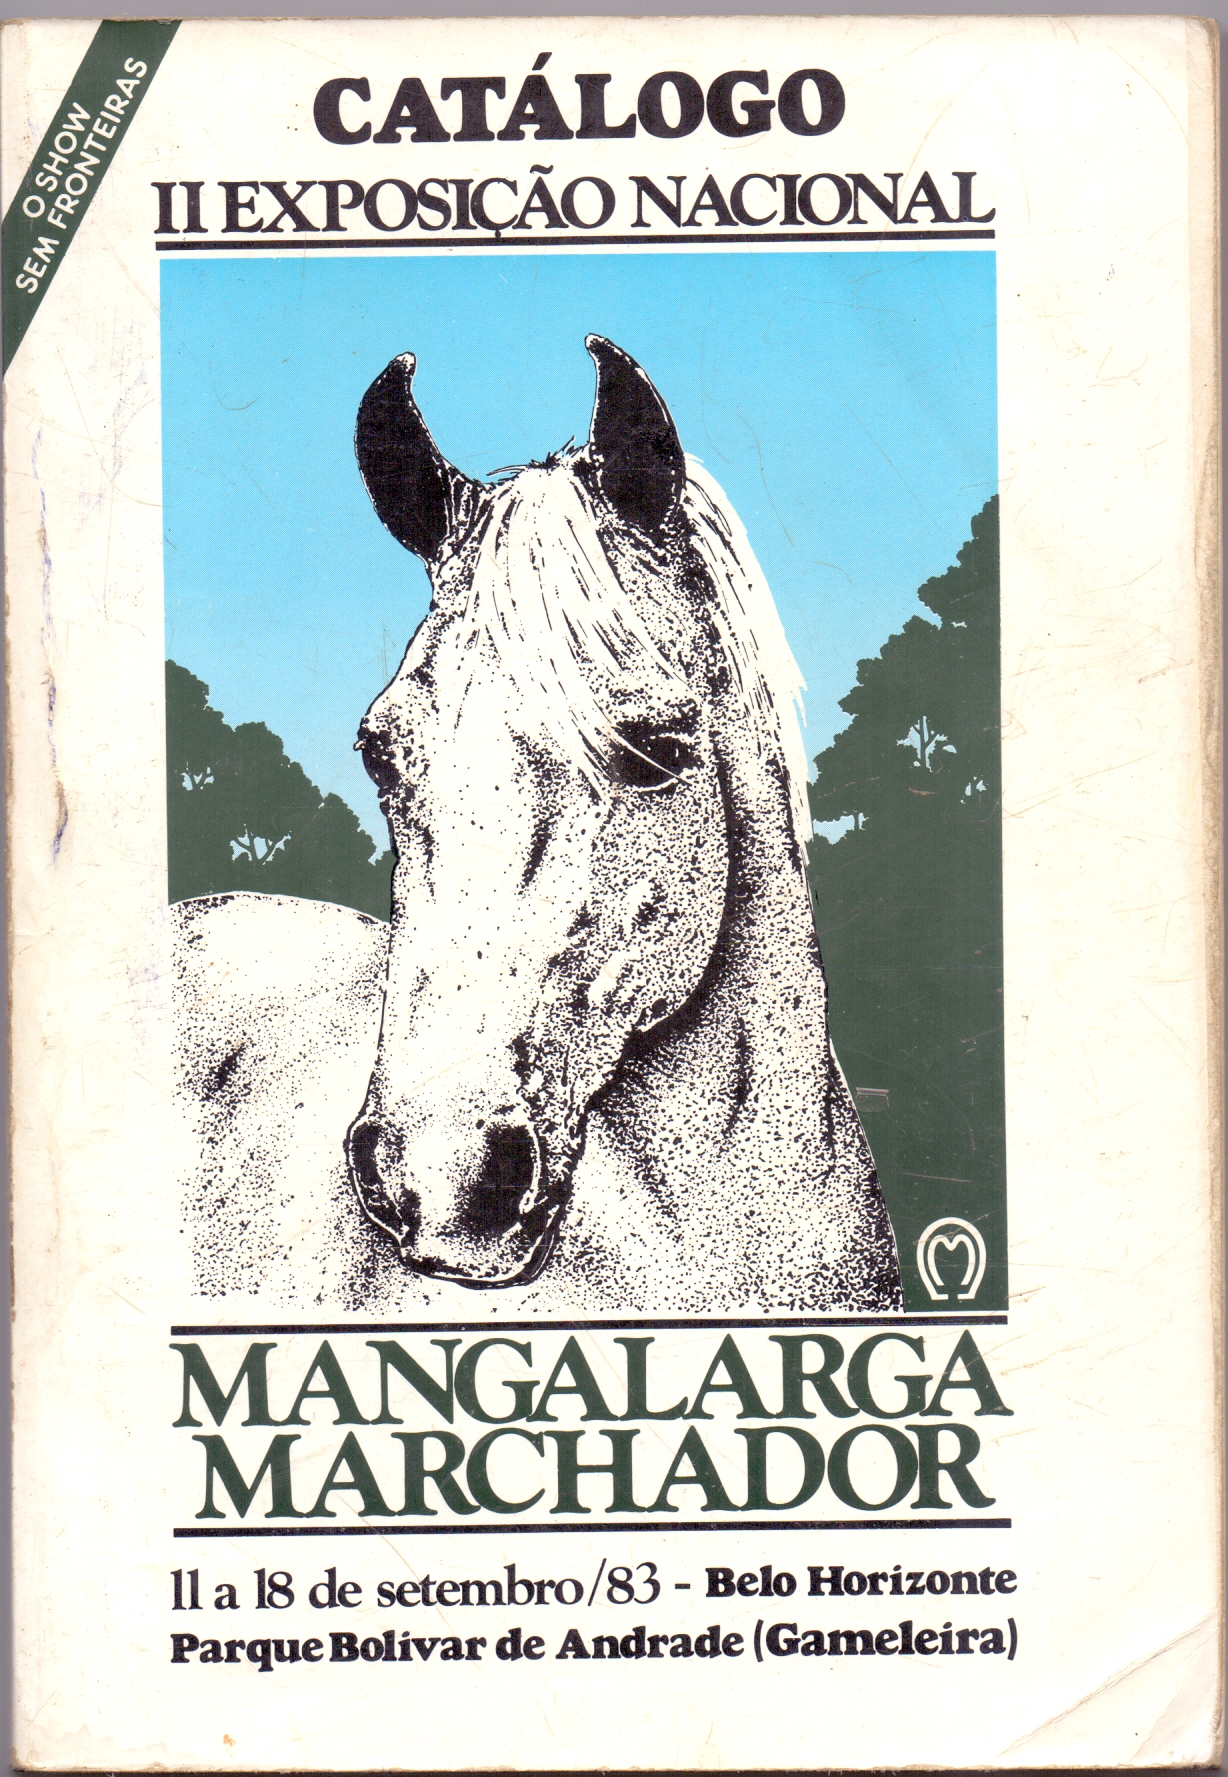 O SHOW
SEM FRONTEIRAS
CATÁLOGO
II EXPOSIÇÃO NACIONAL
M
MANGALARGA
MARCHADOR
11 a 18 de setembro/83 - Belo Horizonte
Parque Bolivar de Andrade (Gameleira)